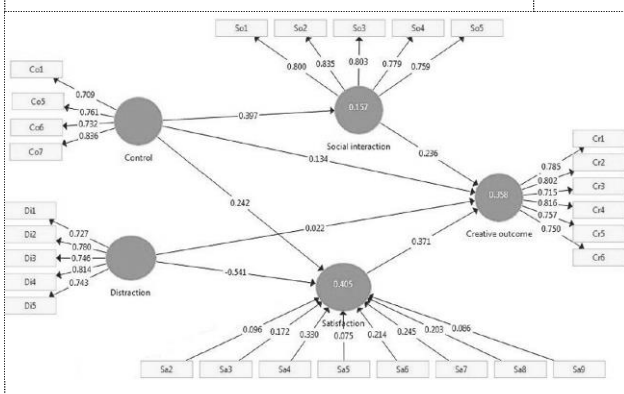 So1 So2 So3 So4 So5
0.800 0.835 0.803 0.779 0.759
Co1
Co5
Co6
Co7
0.709
0.761
0.732
0.836
Control
0.397
0.157
Social interaction
0.134
0.236
0.242
Cr1
Cr2
Cr3
Cr4
Cr5
Cr6
0.785
0.802
0.715
0.816
0.757
0.750
0.358
Creative outcome
Di1
Di2
Di3
Di4
Di5
0.727
0.780
0.746
0.814
0.743
Distraction
0.022
-0.541
0.371
0.405
Satisfaction
0.096 0.172 0.330 0.075 0.214 0.245 0.203 0.086
Sa2 Sa3 Sa4 Sa5 Sa6 Sa7 Sa8 Sa9